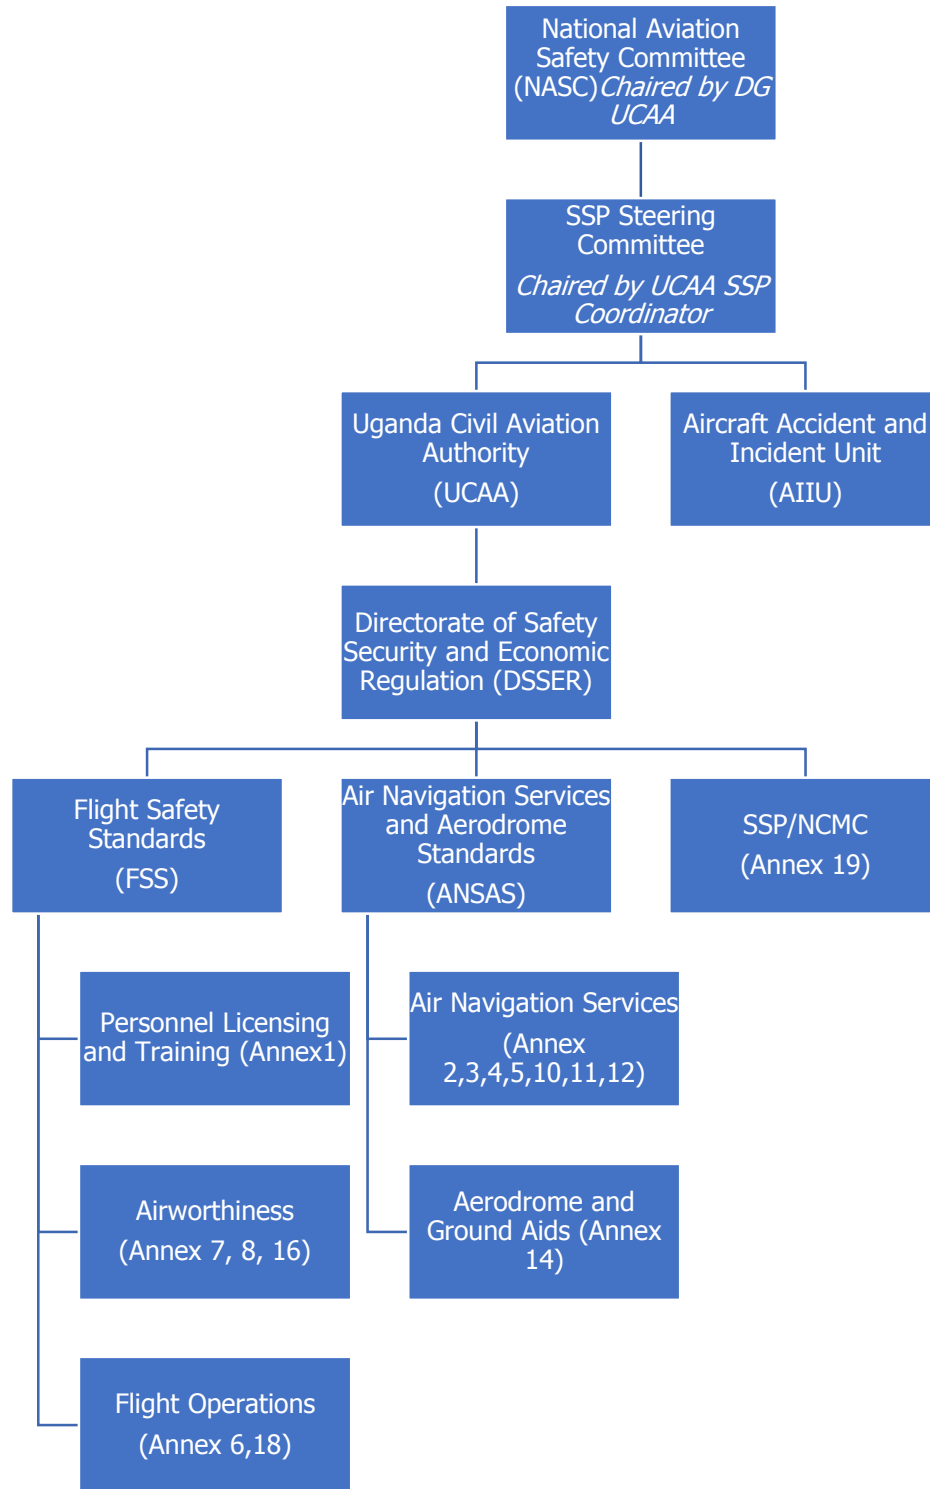 National Aviation
Safety Committee
(NASC)Chaired by DG
UCAA
SSP Steering
Committee
Chaired by UCAA SSP
Coordinator
Uganda Civil Aviation
Authority
(UCAA)
Aircraft Accident and
Incident Unit
(AIIU)
Directorate of Safety
Security and Economic
Regulation (DSSER)
Flight Safety
Standards
(FSS)
Air Navigation Services
and Aerodrome
Standards
(ANSAS)
SSP/NCMC
(Annex 19)
Personnel Licensing
and Training (Annex1)
Air Navigation Services
(Annex
2,3,4,5,10,11,12)
Airworthiness
(Annex 7, 8, 16)
Aerodrome and
Ground Aids (Annex
14)
Flight Operations
(Annex 6,18)